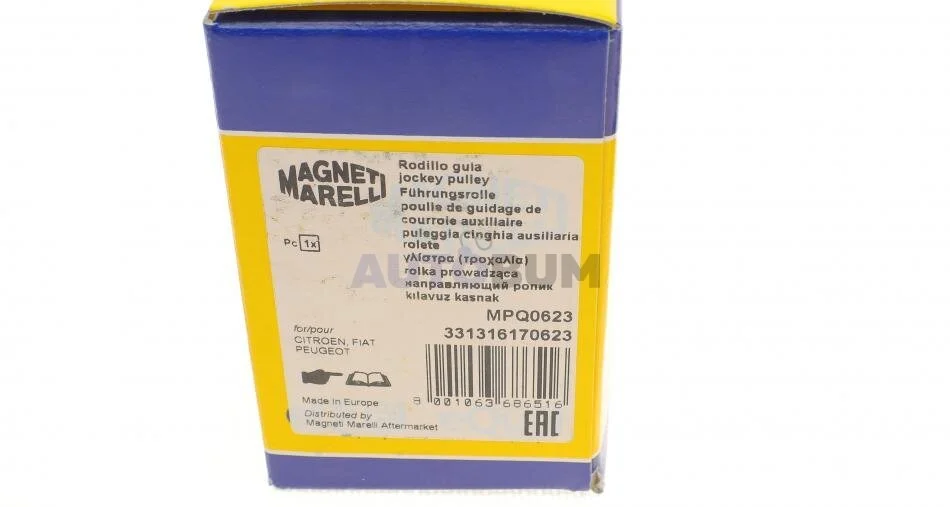 MAGNETI
MARELLI
Pc 1x
Rodillo guia
jockey pulley
Führungsrolle
poulie de guidage de
courroie auxiliaire
puleggia cinghia ausiliaria
rolete
γλίστρα (τροχαλία)
rolka prowadząca
направляющий ролик
kılavuz kasnak
AUTOBUM
MPQ0623
331316170623
for/pour
CITROEN, FIAT
PEUGEOT
8 001063 686516
Made in Europe
Distributed by
Magneti Marelli Aftermarket
EAC